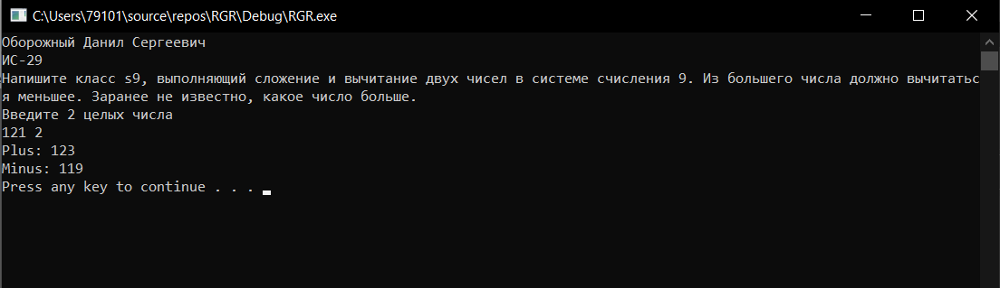 C:\Users\79101\source\repos\RGR\Debug\RGR.exe
Оборожный Данил Сергеевич
ИС-29
Напишите класс s9, выполняющий сложение и вычитание двух чисел в системе счисления 9. Из большего числа должно вычитатьс
я меньшее. Заранее не известно, какое число больше.
Введите 2 целых числа
121 2
Plus: 123
Minus: 119
Press any key to continue . . .